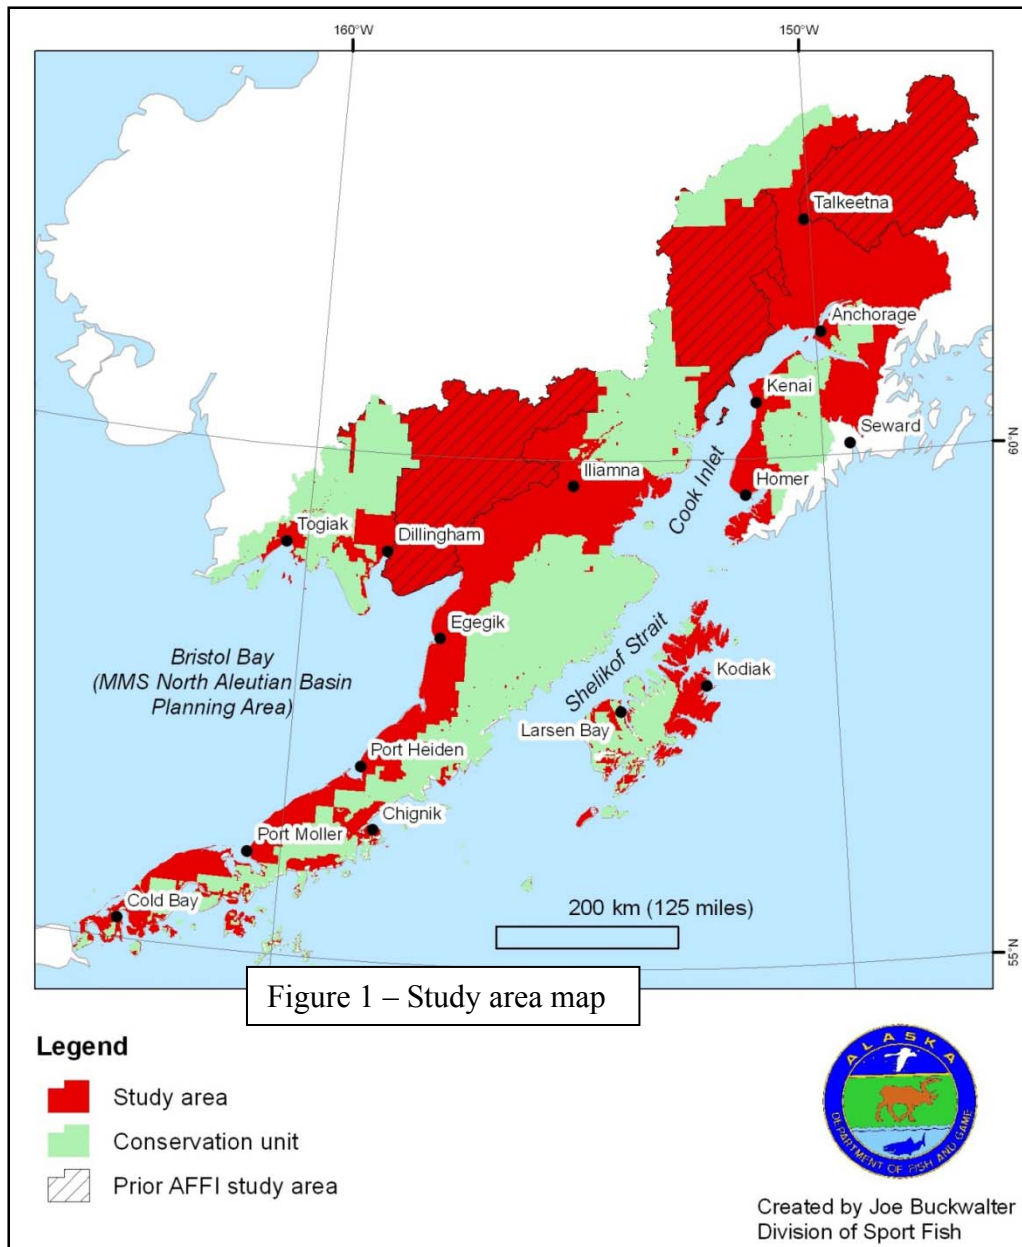 160°W
150°W
Talkeetna
Anchorage
Kenai
Seward
60°N
Cook Inlet
Homer
Iliamna
Togiak
Dillingham
Egegik
Shelikof Strait
Kodiak
Bristol Bay
(MMS North Aleutian Basin
Planning Area)
Larsen Bay
Port Heiden
Chignik
Port Moller
Cold Bay
200 km (125 miles)
55°N
Figure 1 – Study area map
Legend
Study area
Conservation unit
Prior AFFI study area
ALASKA
DEPARTMENT OF FISH AND GAME
Created by Joe Buckwalter
Division of Sport Fish